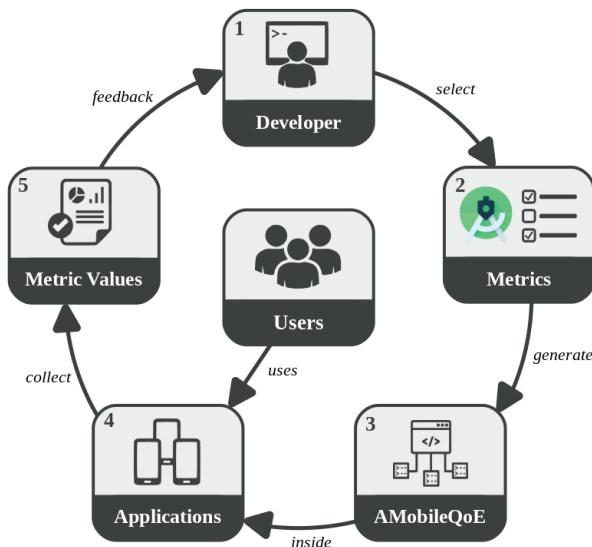 1
>-
Developer
feedback
select
5
Metric Values
2
Metrics
Users
collect
uses
generate
4
Applications
3
</>
AMobileQoE
inside